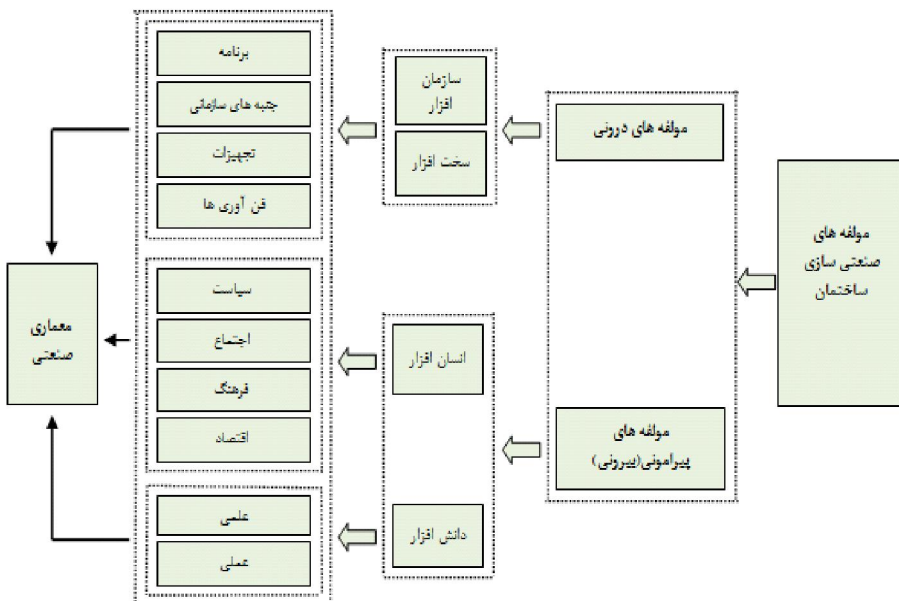 مولفه های
صنعتی سازی
ساختمان
مولفه های درونی
مولفه های
پیرامونی(بیرونی)
سازمان
افزار
سخت افزار
انسان افزار
دانش افزار
برنامه
جتبه های سازمانی
تجهیزات
فن آوری ها
سیاست
اجتماع
فرهنگ
اقتصاد
علمی
عملی
معماری
صنعتی